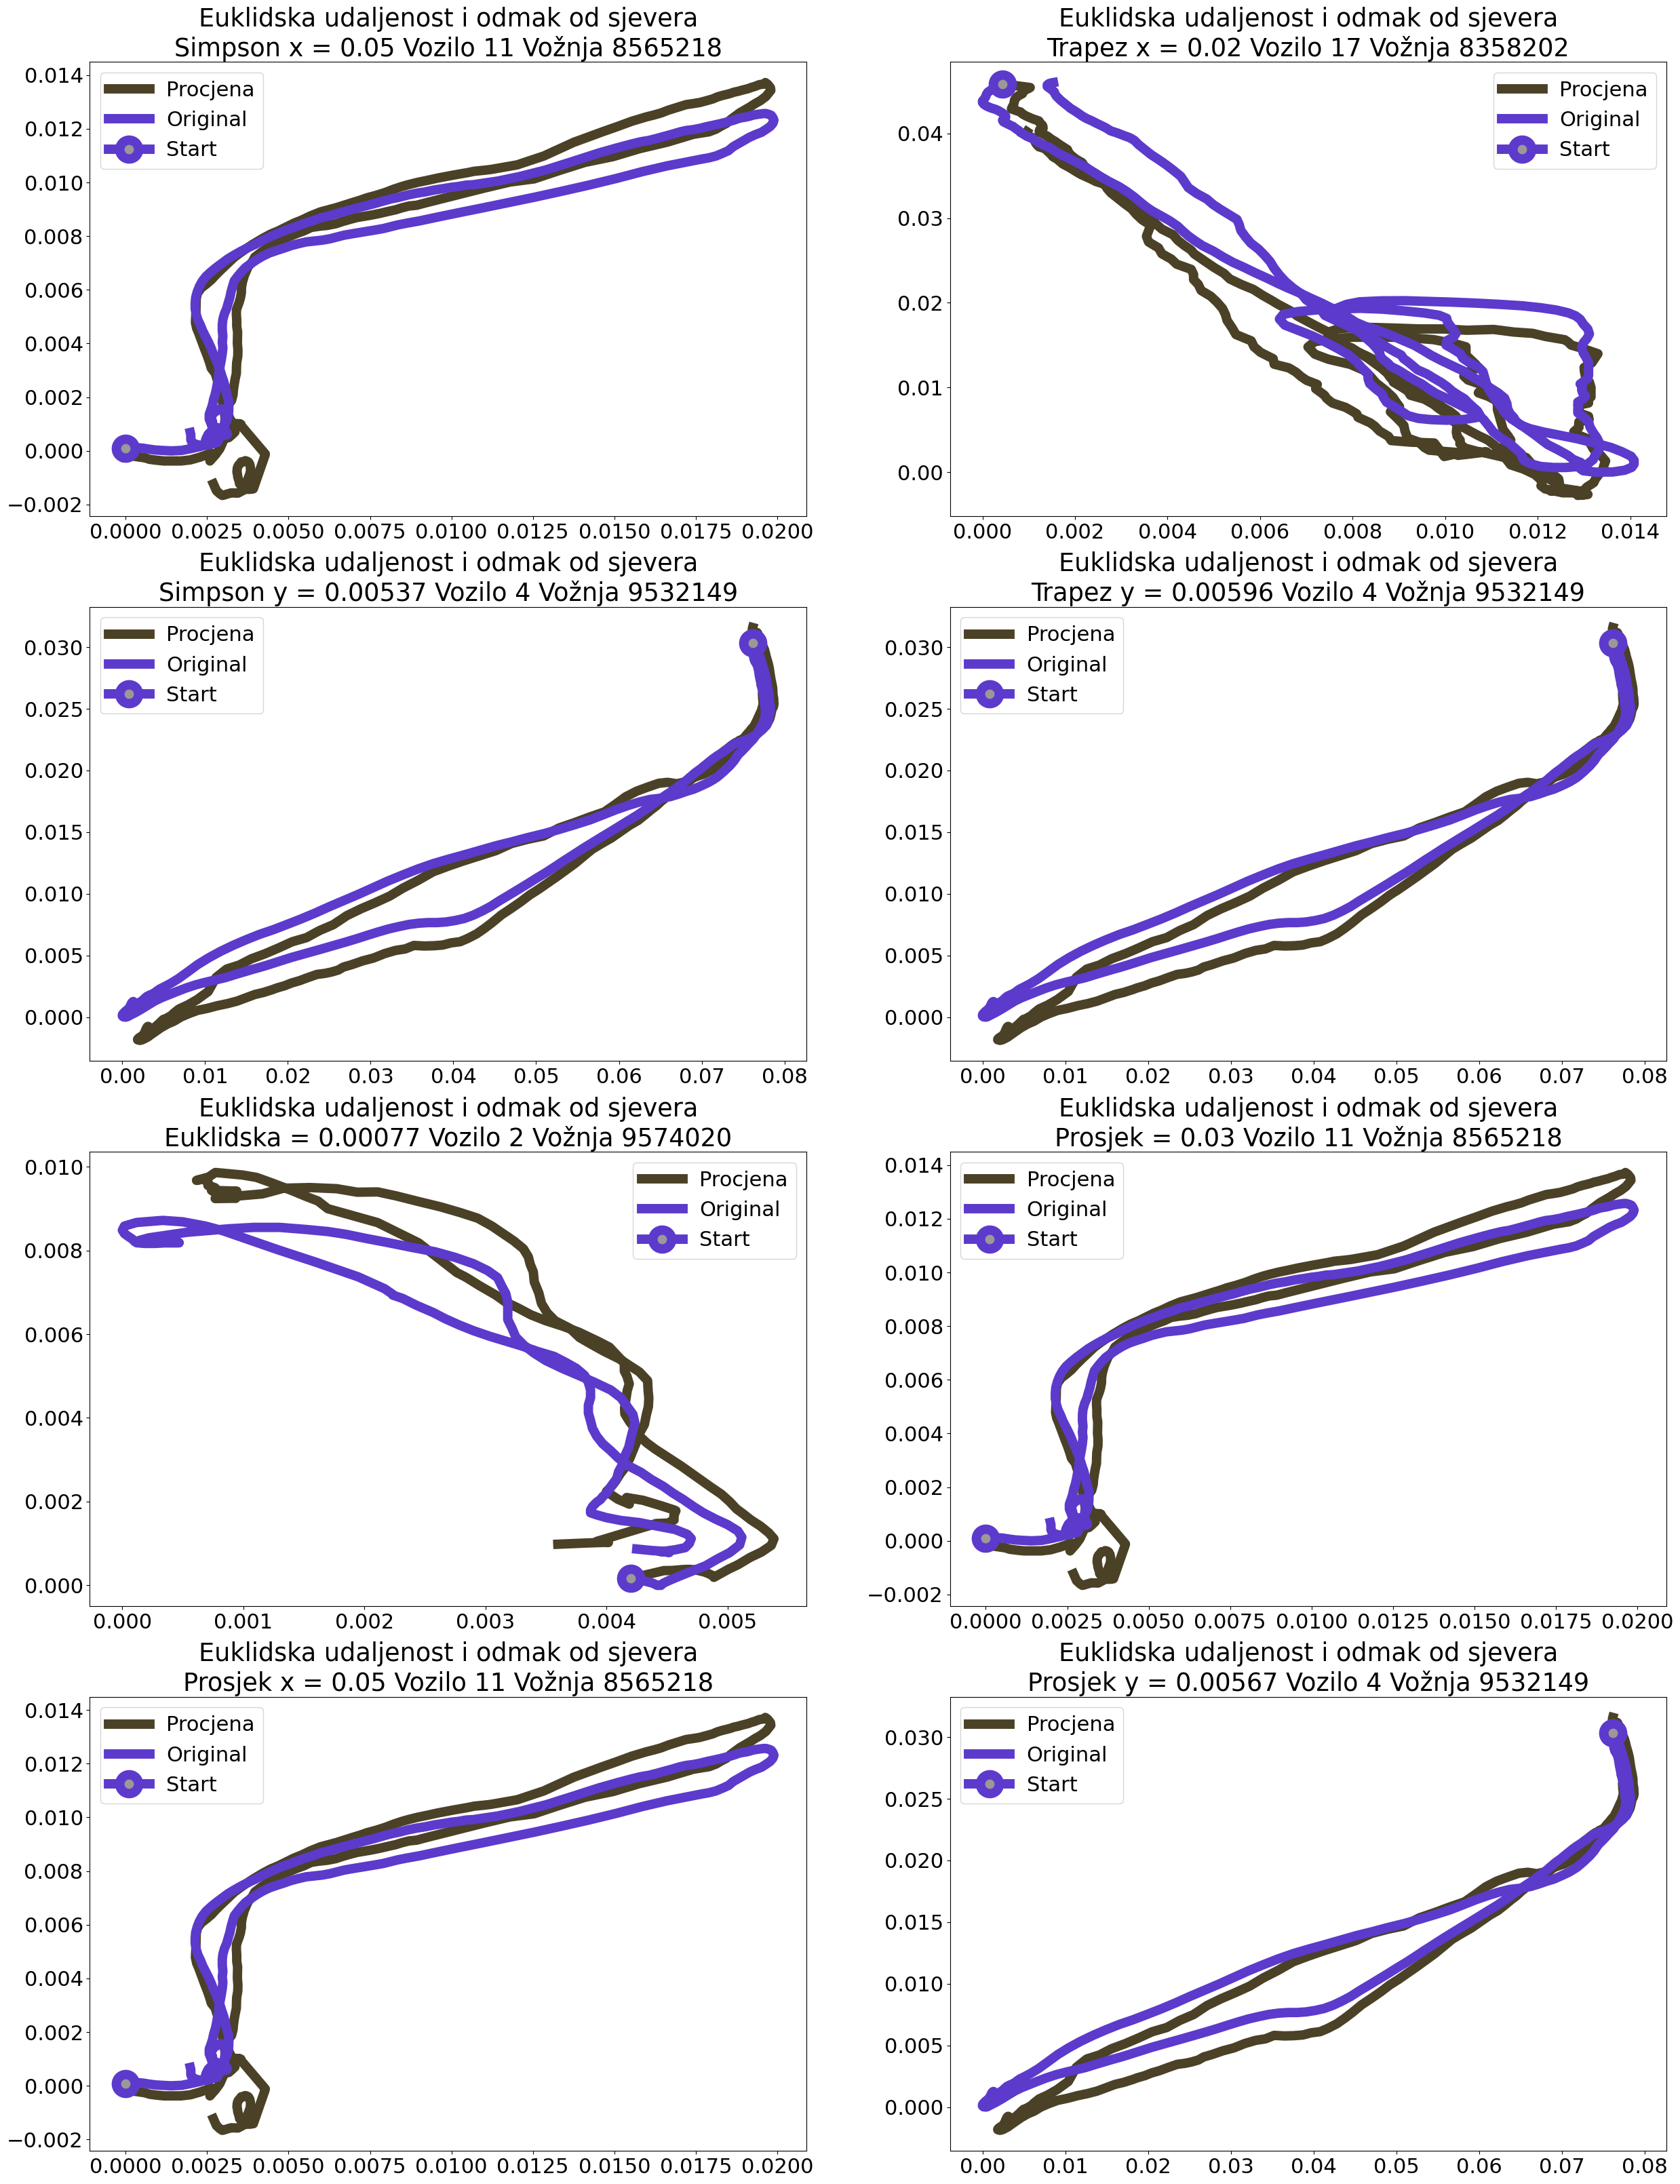 Euklidska udaljenost i odmak od sjevera
Simpson x = 0.05 Vozilo 11 Vožnja 8565218
Procjena
Original
Start
0.014
0.012
0.010
0.008
0.006
0.004
0.002
0.000
−0.002
0.0000 0.0025 0.0050 0.0075 0.0100 0.0125 0.0150 0.0175 0.0200
Euklidska udaljenost i odmak od sjevera
Trapez x = 0.02 Vozilo 17 Vožnja 8358202
Procjena
Original
Start
0.04
0.03
0.02
0.01
0.00
0.000 0.002 0.004 0.006 0.008 0.010 0.012 0.014
Euklidska udaljenost i odmak od sjevera
Simpson y = 0.00537 Vozilo 4 Vožnja 9532149
Procjena
Original
Start
0.030
0.025
0.020
0.015
0.010
0.005
0.000
0.00 0.01 0.02 0.03 0.04 0.05 0.06 0.07 0.08
Euklidska udaljenost i odmak od sjevera
Trapez y = 0.00596 Vozilo 4 Vožnja 9532149
Procjena
Original
Start
0.030
0.025
0.020
0.015
0.010
0.005
0.000
0.00 0.01 0.02 0.03 0.04 0.05 0.06 0.07 0.08
Euklidska udaljenost i odmak od sjevera
Euklidska = 0.00077 Vozilo 2 Vožnja 9574020
Procjena
Original
Start
0.010
0.008
0.006
0.004
0.002
0.000
0.000 0.001 0.002 0.003 0.004 0.005
Euklidska udaljenost i odmak od sjevera
Prosjek = 0.03 Vozilo 11 Vožnja 8565218
Procjena
Original
Start
0.014
0.012
0.010
0.008
0.006
0.004
0.002
0.000
−0.002
0.0000 0.0025 0.0050 0.0075 0.0100 0.0125 0.0150 0.0175 0.0200
Euklidska udaljenost i odmak od sjevera
Prosjek x = 0.05 Vozilo 11 Vožnja 8565218
Procjena
Original
Start
0.014
0.012
0.010
0.008
0.006
0.004
0.002
0.000
−0.002
0.0000 0.0025 0.0050 0.0075 0.0100 0.0125 0.0150 0.0175 0.0200
Euklidska udaljenost i odmak od sjevera
Prosjek y = 0.00567 Vozilo 4 Vožnja 9532149
Procjena
Original
Start
0.030
0.025
0.020
0.015
0.010
0.005
0.000
0.00 0.01 0.02 0.03 0.04 0.05 0.06 0.07 0.08